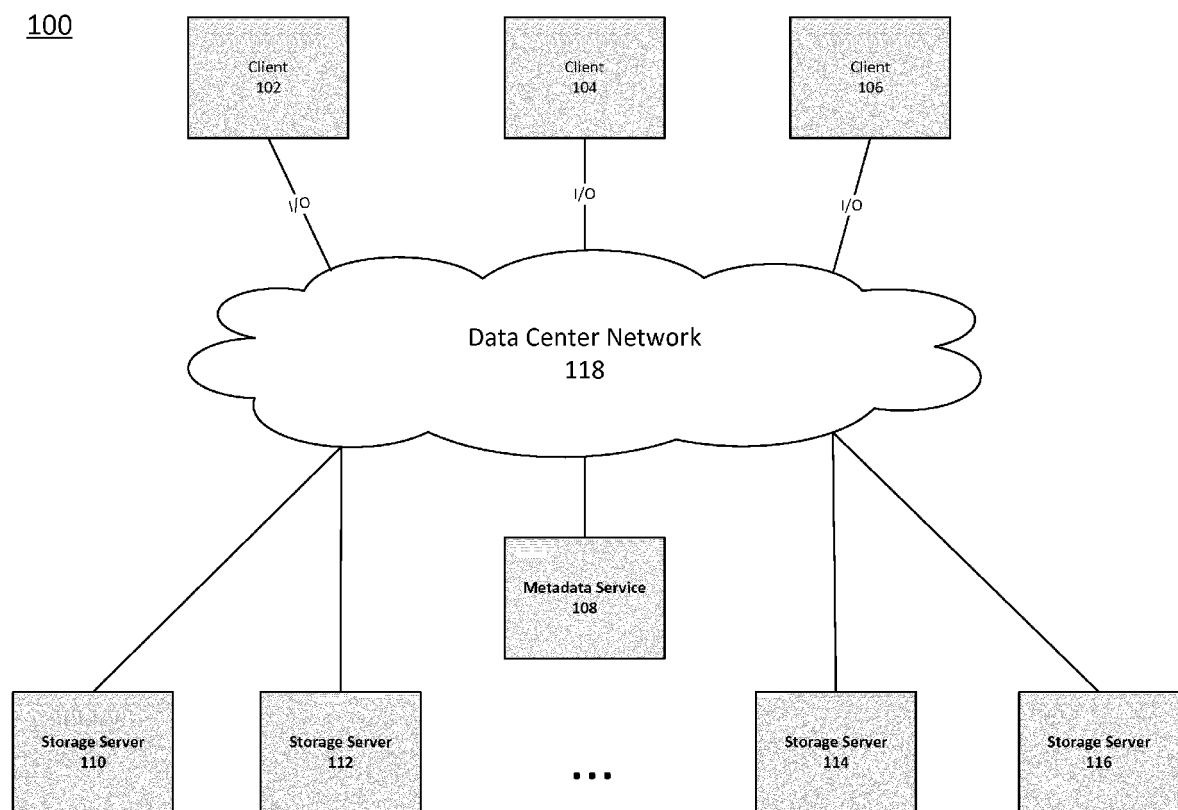 100
Client
102
Client
104
Client
106
I/O
I/O
I/O
Data Center Network
118
Metadata Service
108
Storage Server
110
Storage Server
112
...
Storage Server
114
Storage Server
116